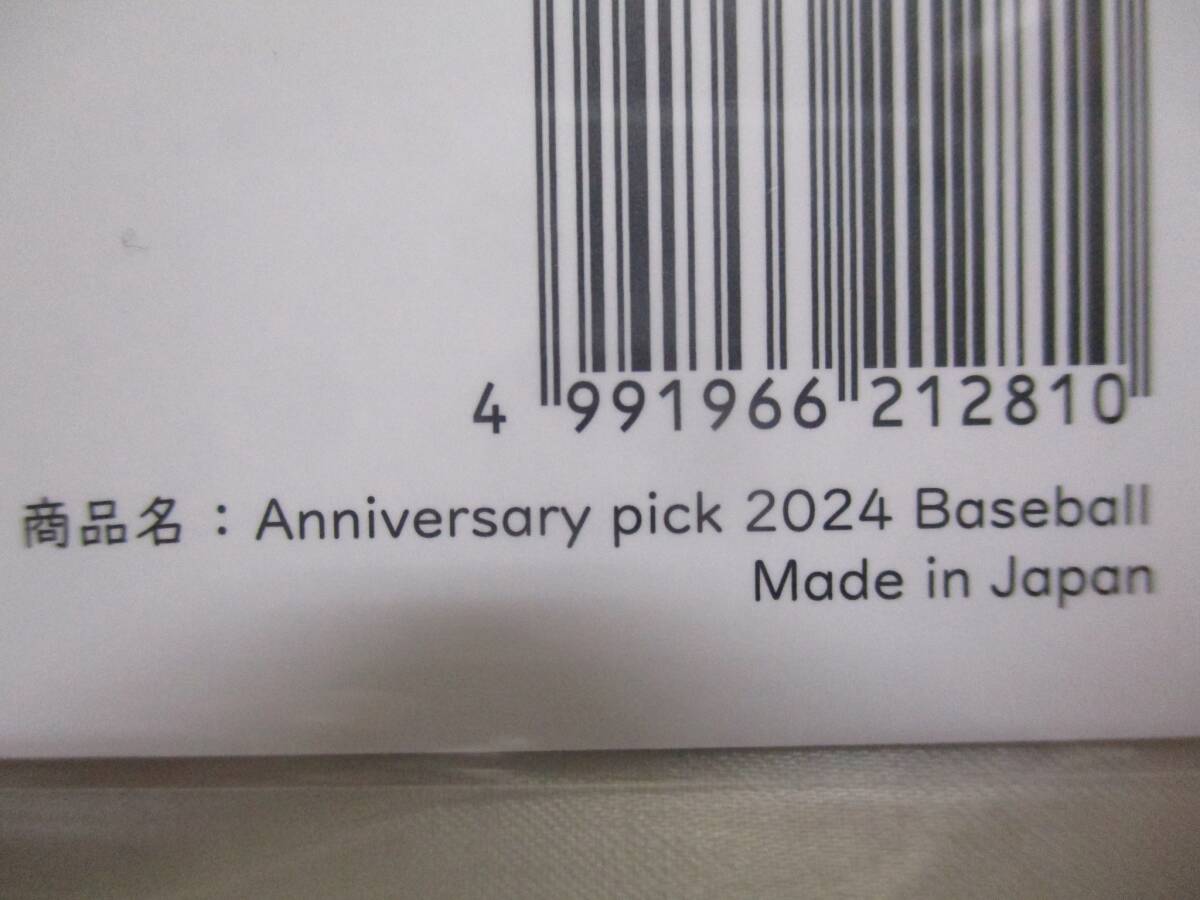 4 991966 212810
商品名：Anniversary pick 2024 Baseball
Made in Japan